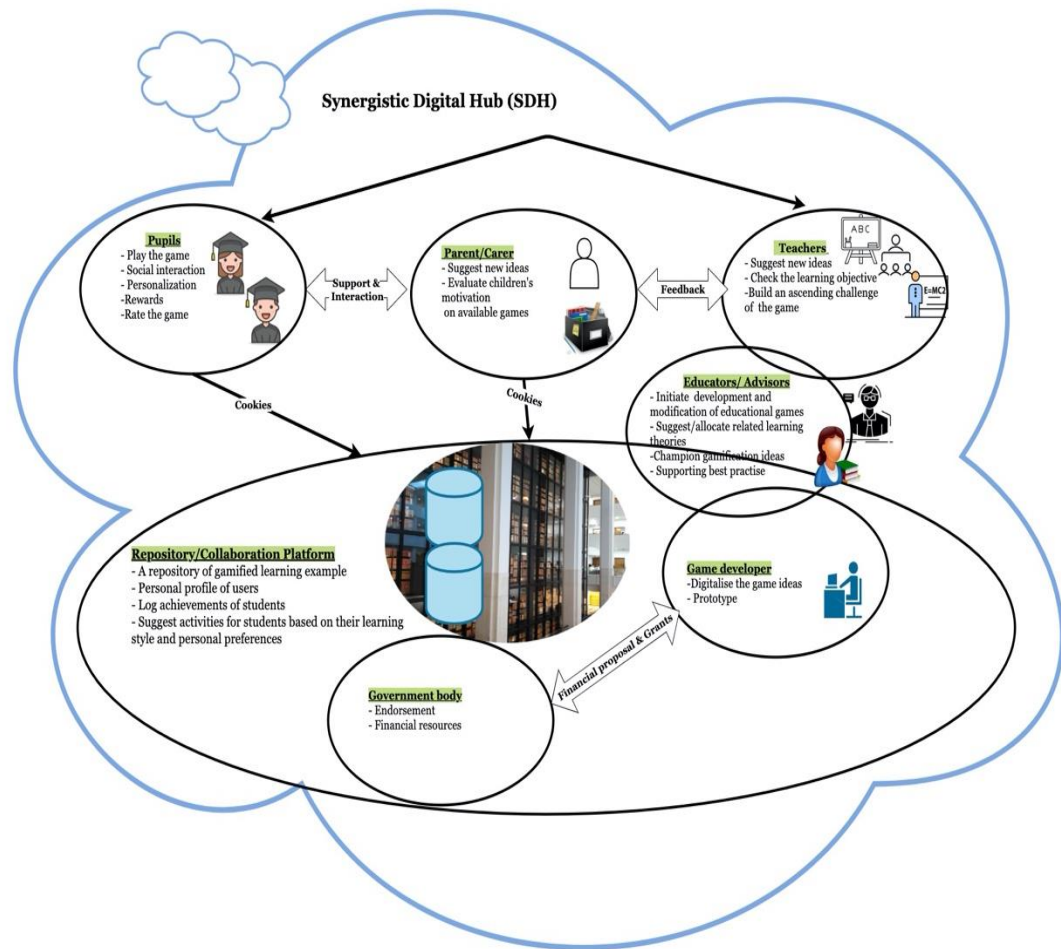 Synergistic Digital Hub (SDH)
Pupils
- Play the game
- Social interaction
- Personalization
- Rewards
-Rate the game
Support &
Interaction
Parent/Carer
- Suggest new ideas
- Evaluate children's
motivation
on available games
Feedback
Teachers
- Suggest new ideas
- Check the learning objective
-Build an ascending challenge
of the game
ABC
E=MC2
Cookies
Cookies
Educators/ Advisors
- Initiate development and
modification of educational games
- Suggest/allocate related learning
theories
-Champion gamification ideas
- Supporting best practise
Repository/Collaboration Platform
- A repository of gamified learning example
- Personal profile of users
- Log achievements of students
- Suggest activities for students based on their learning
style and personal preferences
Game developer
-Digitalise the game ideas
- Prototype
Financial proposal & Grants
Government body
- Endorsement
- Financial resources